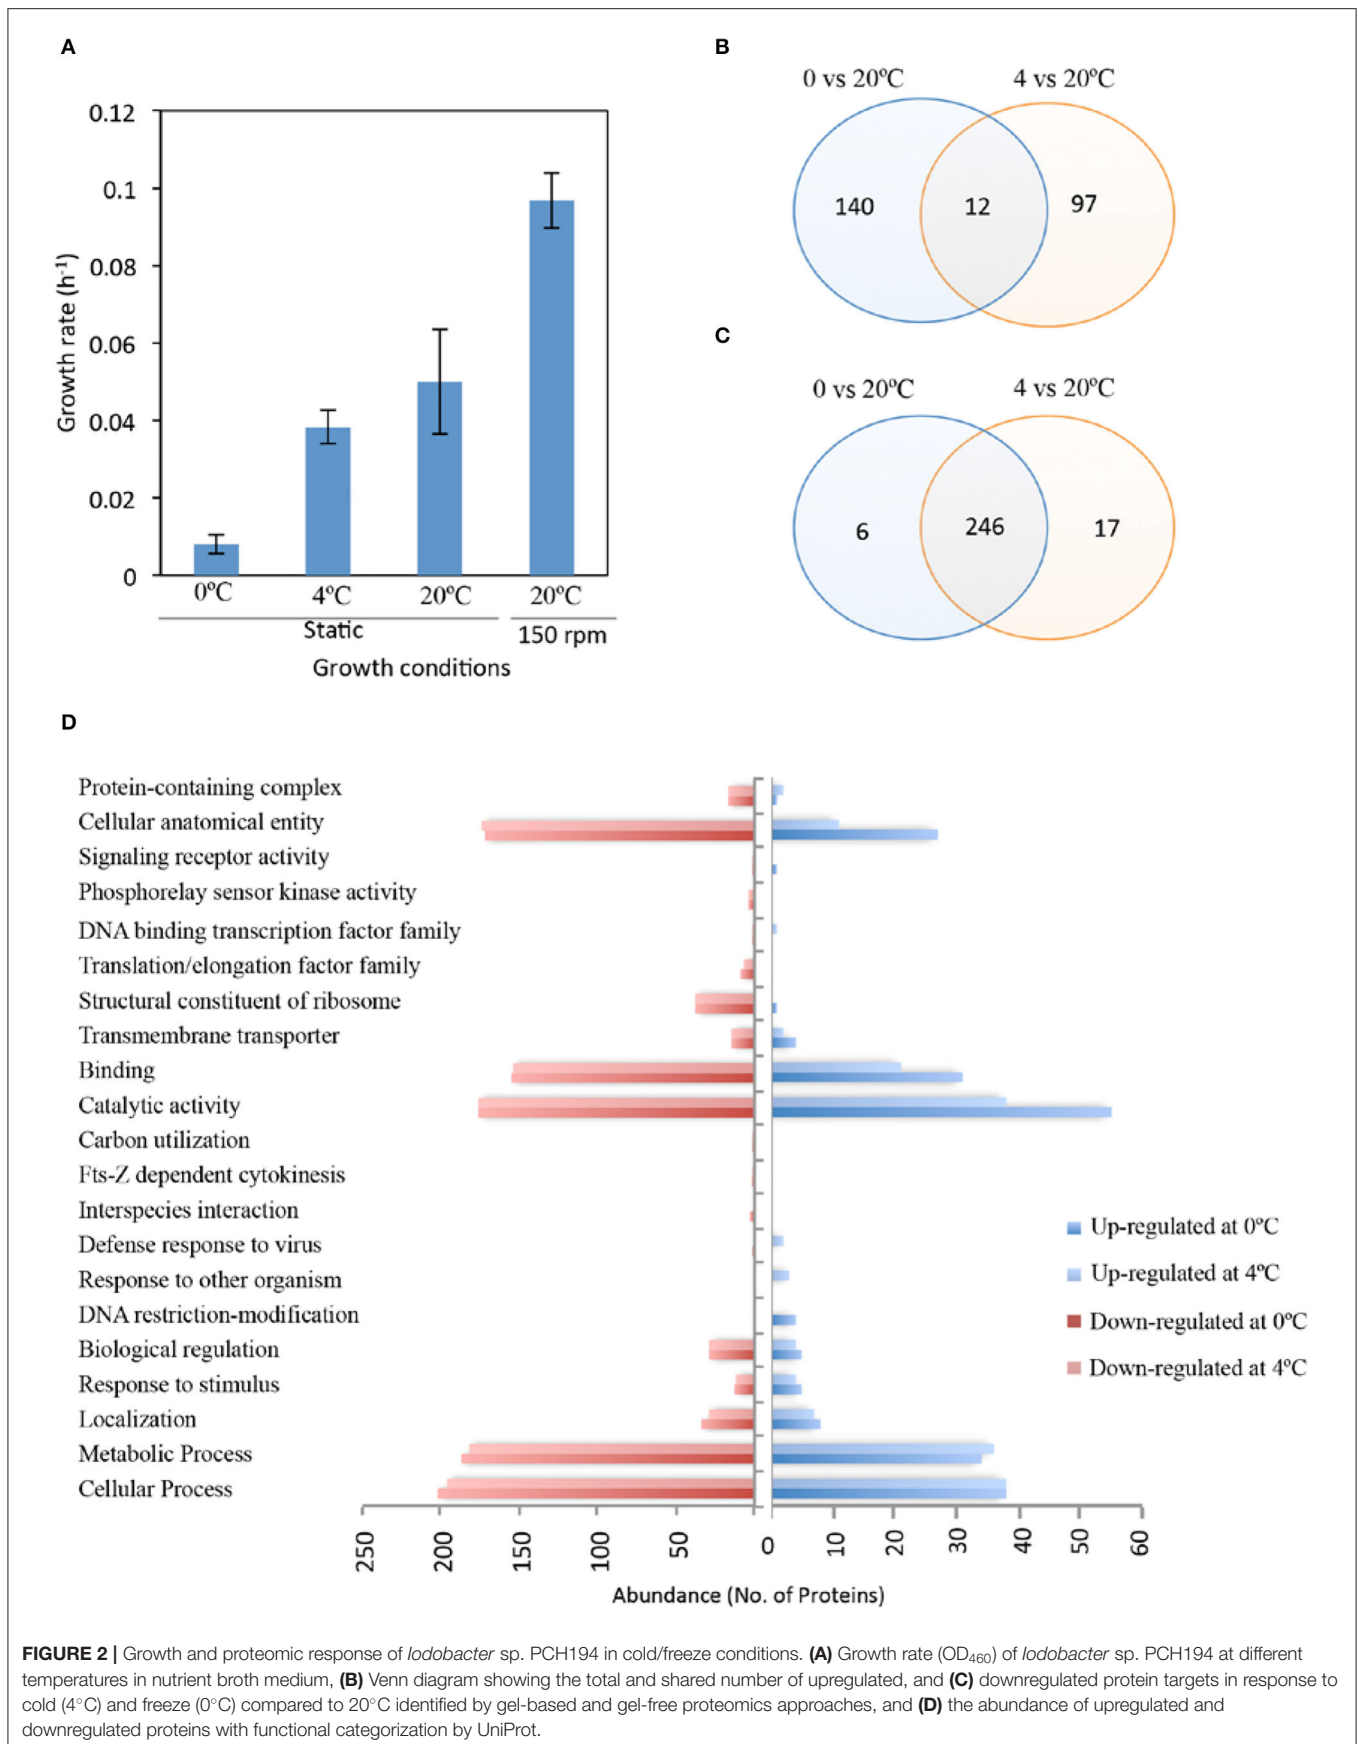 A
0.12
0.1
0.08
0.06
0.04
0.02
0
Growth rate (h⁻¹)
0ºC 4ºC 20ºC 20ºC
Static
150 rpm
Growth conditions
B
0 vs 20ºC 4 vs 20ºC
140 12 97
C
0 vs 20ºC 4 vs 20ºC
6 246 17
D
Protein-containing complex
Cellular anatomical entity
Signaling receptor activity
Phosphorelay sensor kinase activity
DNA binding transcription factor family
Translation/elongation factor family
Structural constituent of ribosome
Transmembrane transporter
Binding
Catalytic activity
Carbon utilization
Fts-Z dependent cytokinesis
Interspecies interaction
Defense response to virus
Response to other organism
DNA restriction-modification
Biological regulation
Response to stimulus
Localization
Metabolic Process
Cellular Process
Up-regulated at 0ºC
Up-regulated at 4ºC
Down-regulated at 0ºC
Down-regulated at 4ºC
250 200 150 100 50 0 10 20 30 40 50 60
Abundance (No. of Proteins)
FIGURE 2 | Growth and proteomic response of Iodobacter sp. PCH194 in cold/freeze conditions. (A) Growth rate (OD₄₆₀) of Iodobacter sp. PCH194 at different
temperatures in nutrient broth medium, (B) Venn diagram showing the total and shared number of upregulated, and (C) downregulated protein targets in response to
cold (4°C) and freeze (0°C) compared to 20°C identified by gel-based and gel-free proteomics approaches, and (D) the abundance of upregulated and
downregulated proteins with functional categorization by UniProt.